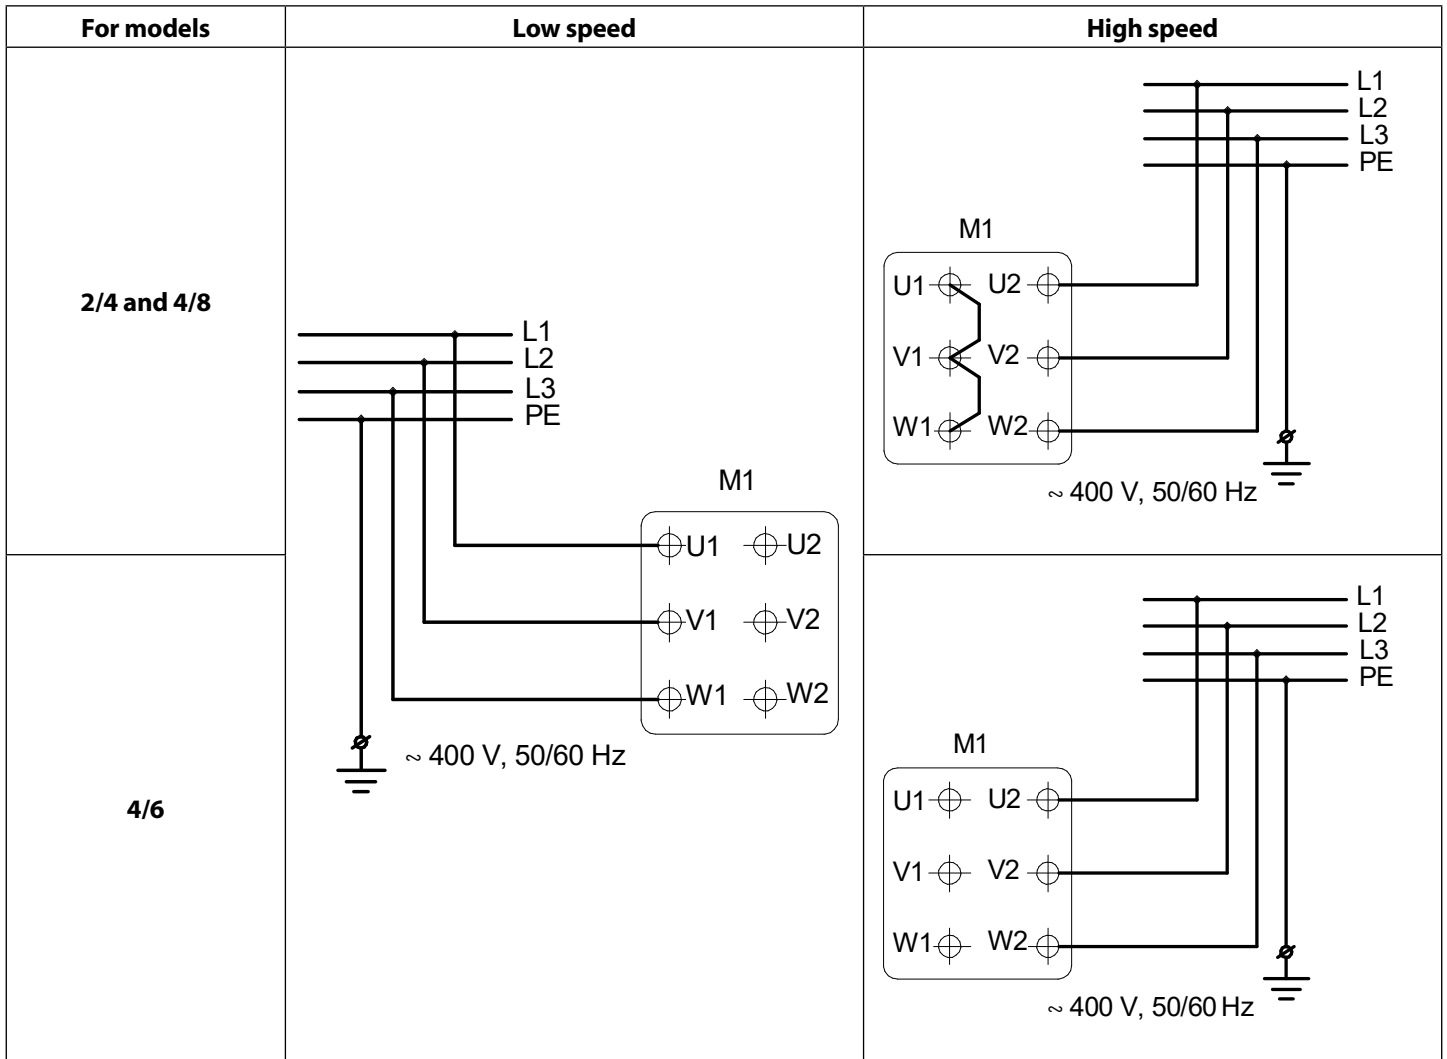 For models Low speed High speed
2/4 and 4/8
L1
L2
L3
PE
M1
U1 U2
V1 V2
W1 W2
~ 400 V, 50/60 Hz
L1
L2
L3
PE
M1
U1 U2
V1 V2
W1 W2
~ 400 V, 50/60 Hz
4/6
L1
L2
L3
PE
M1
U1 U2
V1 V2
W1 W2
~ 400 V, 50/60 Hz